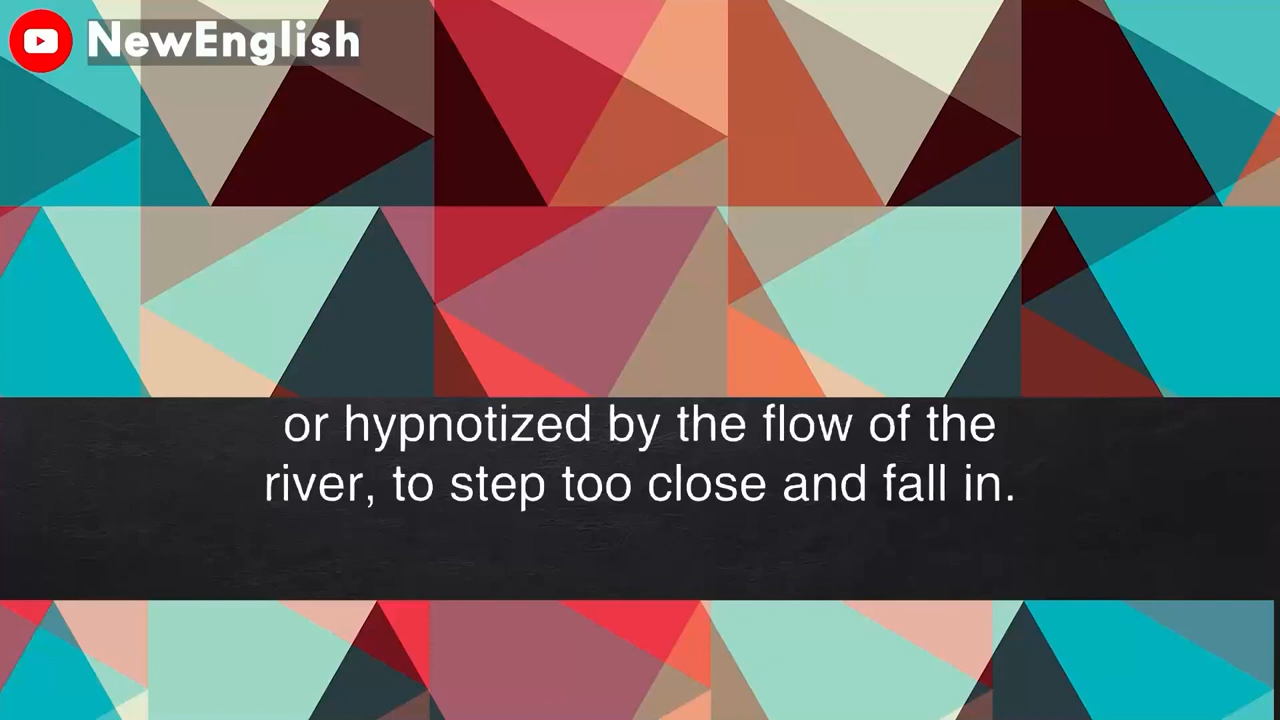 NewEnglish
or hypnotized by the flow of the
river, to step too close and fall in.